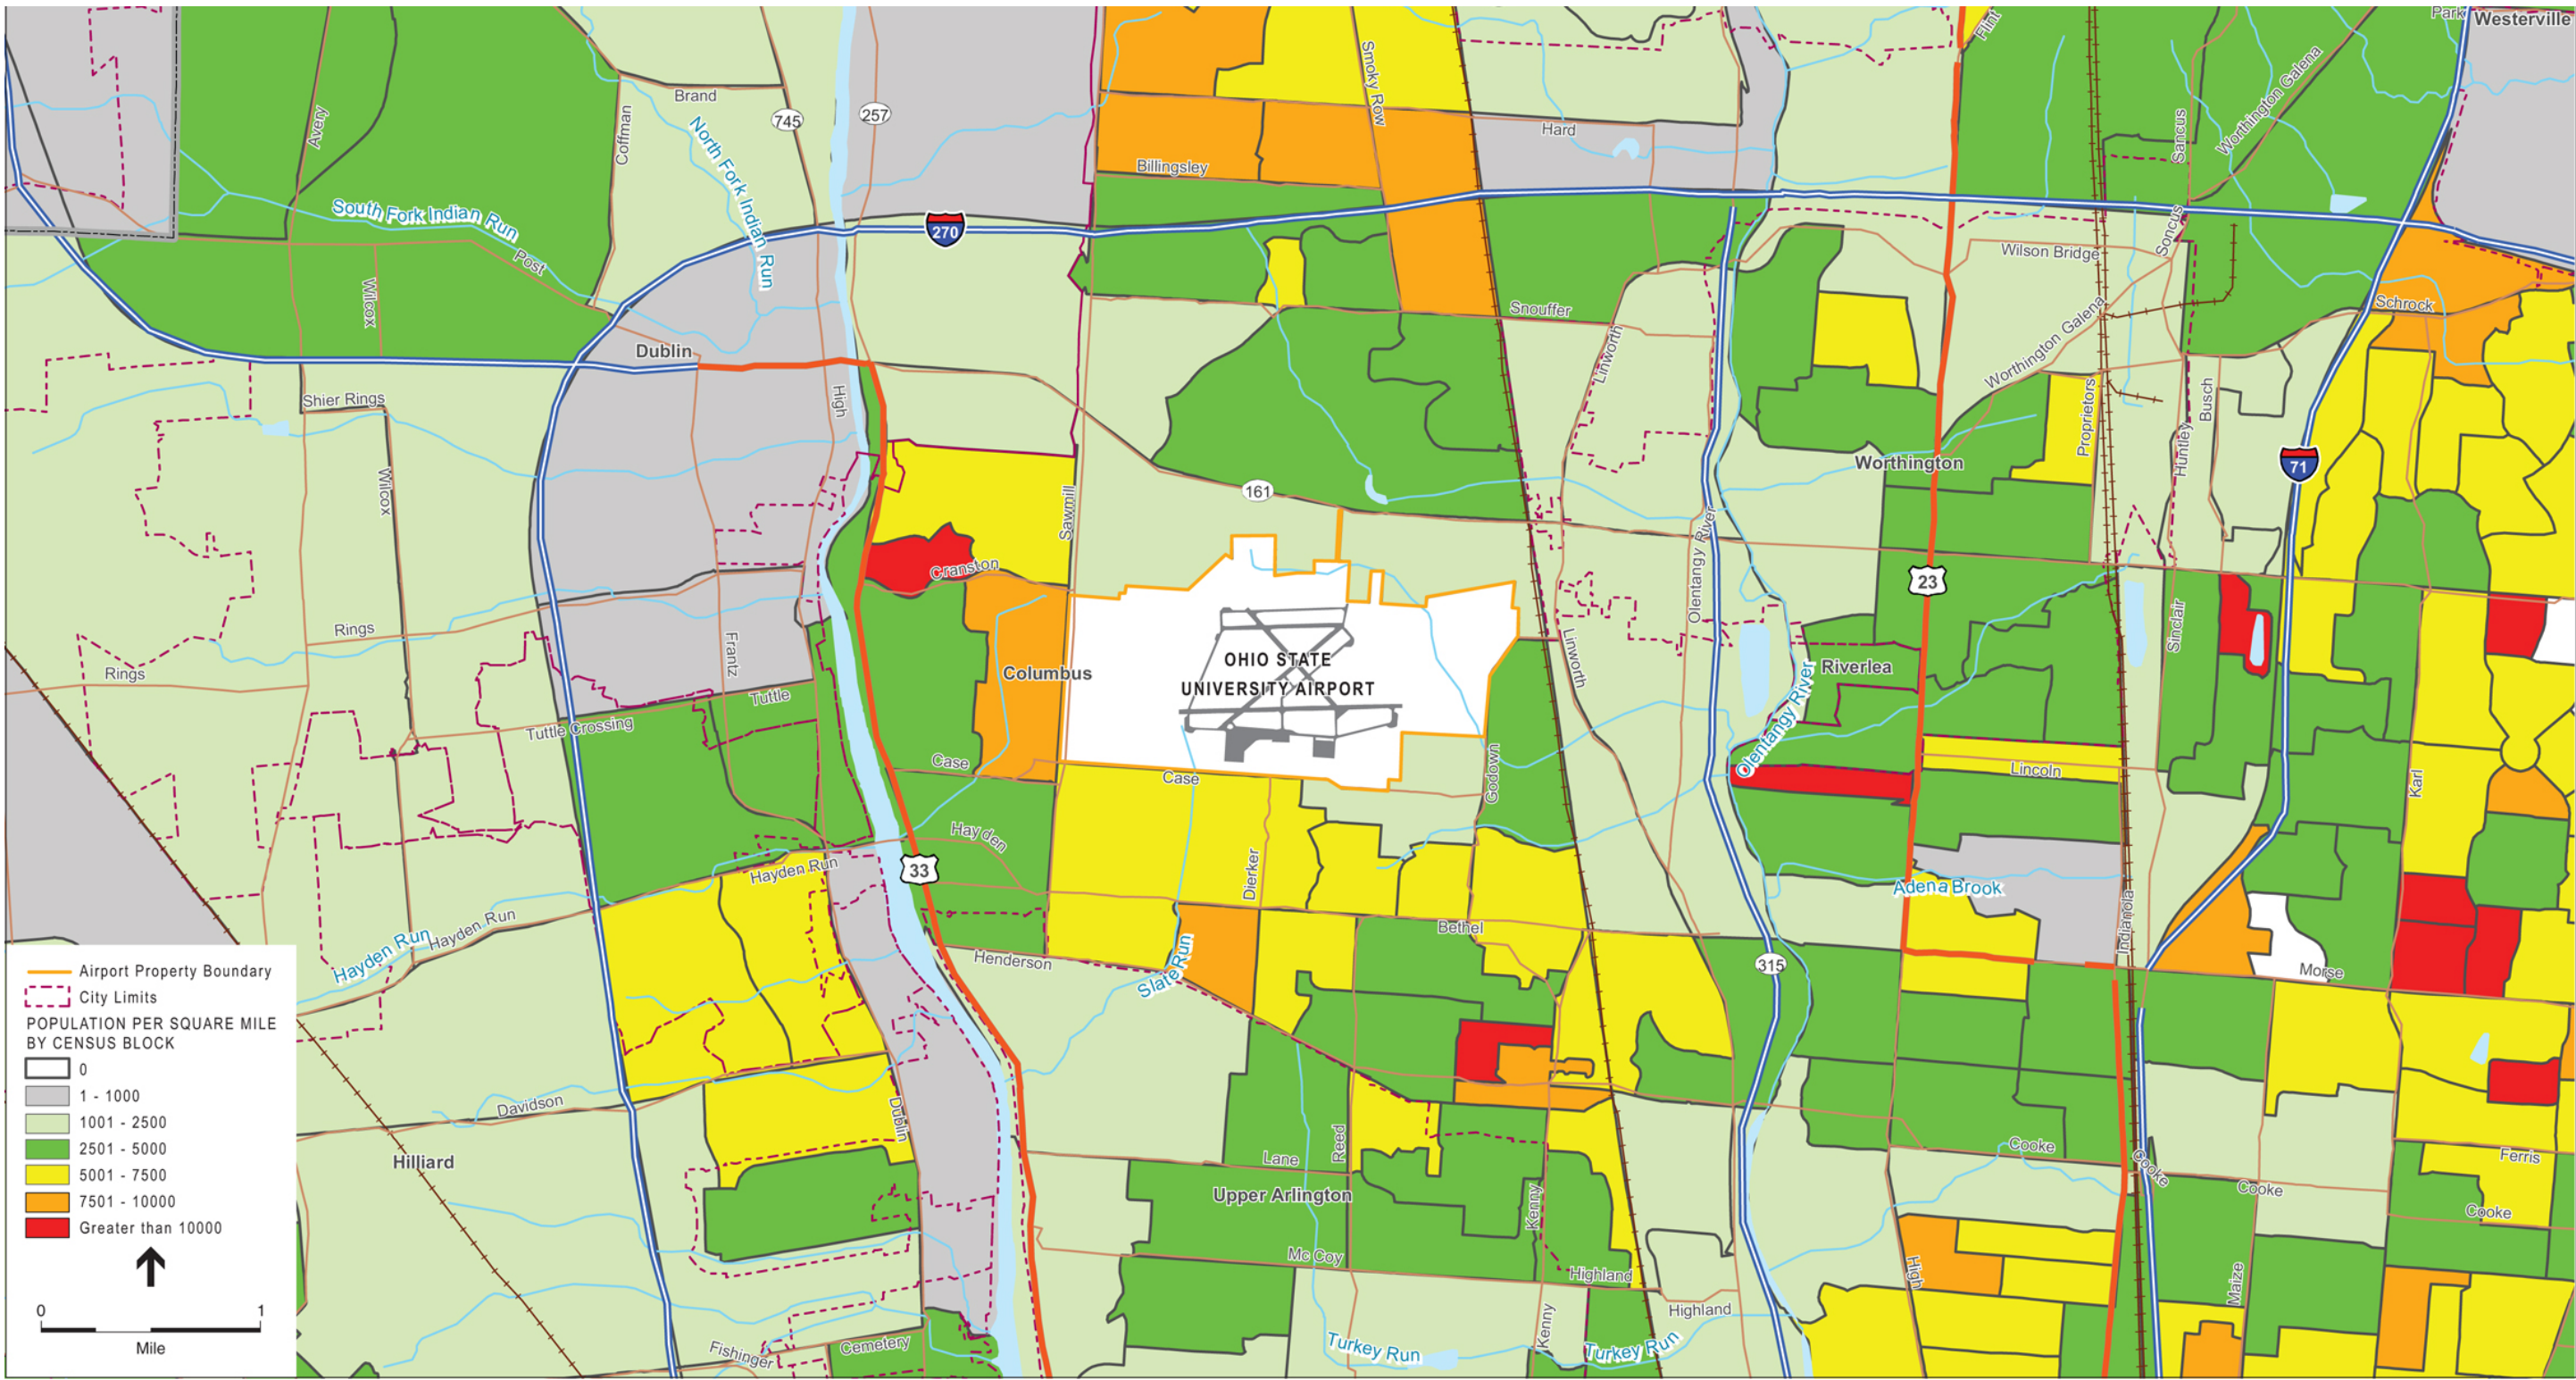 Park
Westerville
Flint
Brand
Smoky Row
Avery
Coffman
745
257
North Fork Indian
Run
Hard
Sancus
Worthington Galena
Billingsley
South Fork Indian Run
270
Post
Wilcox
Soncus
Wilson Bridge
Snouffer
Schrock
Linworth
Dublin
High
Worthington Galena
Shier Rings
Busch
Proprietors
Huntley
Wilcox
Worthington
71
Sawmill
161
Olentangy River
Cranston
23
Rings
Frantz
Sinclair
Rings
Columbus
OHIO STATE
UNIVERSITY AIRPORT
Linworth
Riverlea
Olentangy River
Tuttle
Tuttle Crossing
Case
Case
Godown
Lincoln
Karl
Hayden
33
Hayden Run
Dierker
Adena Brook
Hayden Run
Hayden Run
Bethel
Indianola
Henderson
Slate Run
315
Morse
Airport Property Boundary
City Limits
POPULATION PER SQUARE MILE
BY CENSUS BLOCK
0
1 - 1000
1001 - 2500
2501 - 5000
5001 - 7500
7501 - 10000
Greater than 10000
0
1
Mile
Davidson
Dublin
Hilliard
Reed
Lane
Upper Arlington
Kenny
Cooke
Cooke
Cooke
Ferris
Cooke
Mc Coy
Highland
High
Maize
Highland
Kenny
Fishinger
Cemetery
Turkey Run
Turkey Run